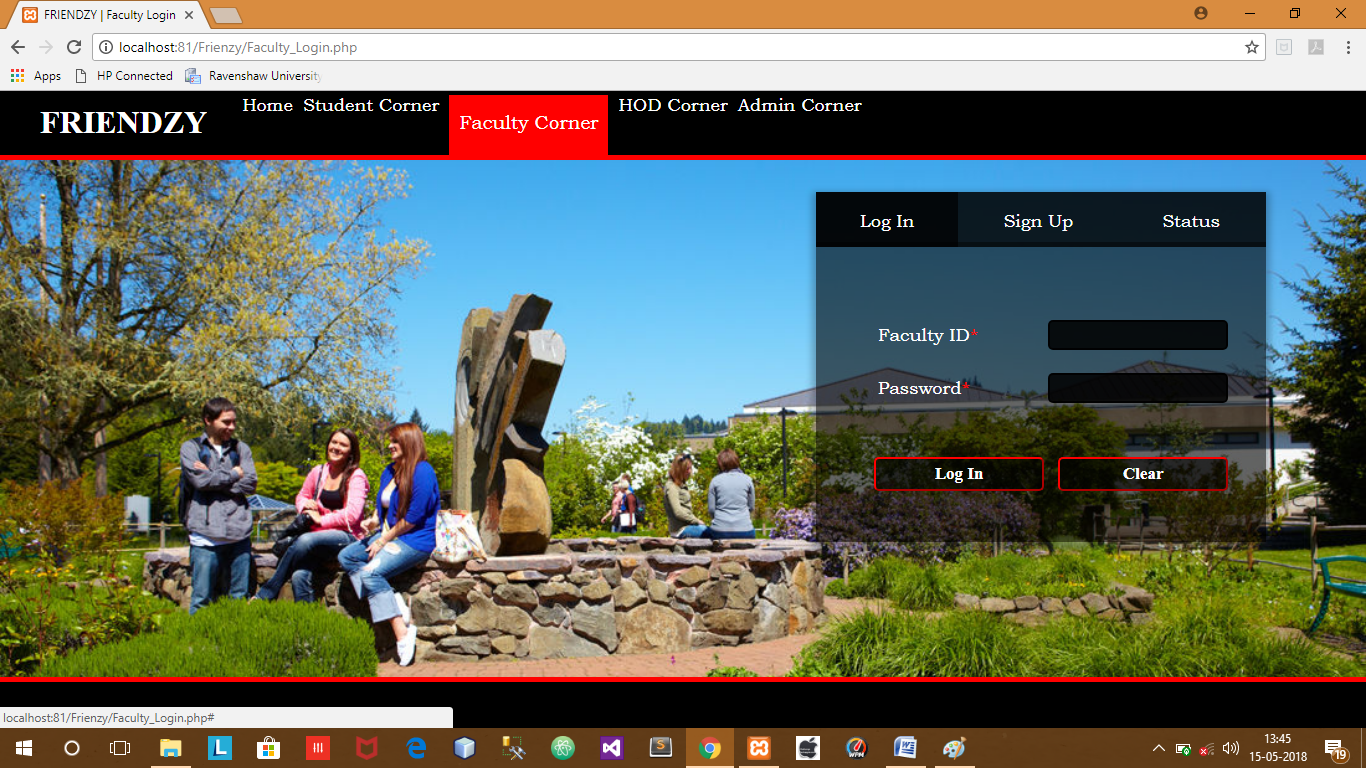 FRIENDZY | Faculty Login
localhost:81/Frienzy/Faculty_Login.php
Apps HP Connected Ravenshaw University
FRIENDZY
Home Student Corner Faculty Corner HOD Corner Admin Corner
Log In Sign Up Status
Faculty ID*
Password*
Log In Clear
localhost:81/Frienzy/Faculty_Login.php#
L
S
WPM
W
13:45
15-05-2018
19